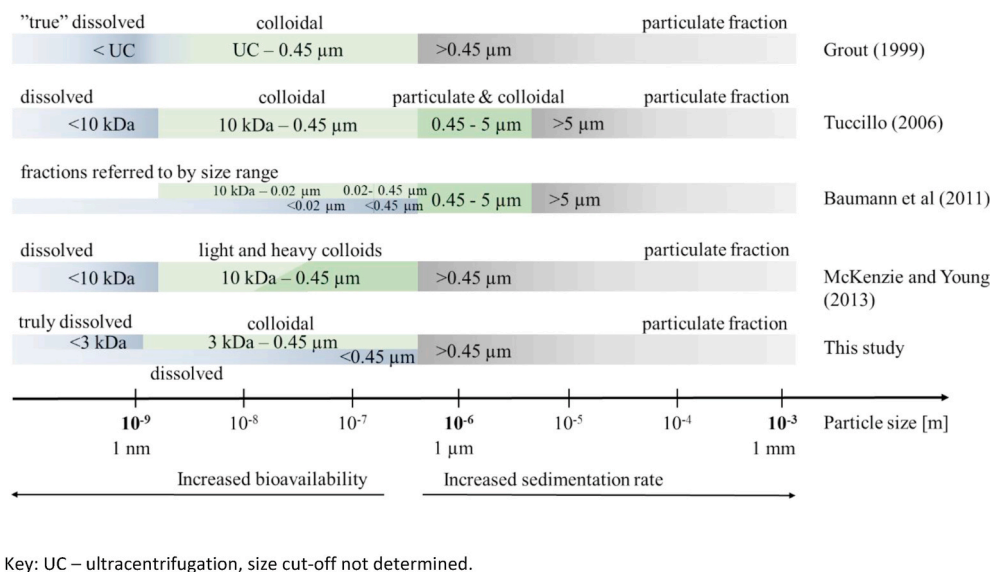 ”true” dissolved colloidal particulate fraction
< UC UC – 0.45 µm >0.45 µm Grout (1999)
dissolved colloidal particulate & colloidal particulate fraction
<10 kDa 10 kDa – 0.45 µm 0.45 - 5 µm >5 µm Tuccillo (2006)
fractions referred to by size range
10 kDa – 0.02 µm 0.02- 0.45 µm
<0.02 µm <0.45 µm 0.45 - 5 µm >5 µm Baumann et al (2011)
dissolved light and heavy colloids particulate fraction
<10 kDa 10 kDa – 0.45 µm >0.45 µm McKenzie and Young
(2013)
truly dissolved colloidal particulate fraction
<3 kDa 3 kDa – 0.45 µm
<0.45 µm >0.45 µm This study
dissolved
10⁻⁹ 10⁻⁸ 10⁻⁷ 10⁻⁶ 10⁻⁵ 10⁻⁴ 10⁻³ Particle size [m]
1 nm 1 µm 1 mm
Increased bioavailability Increased sedimentation rate
Key: UC – ultracentrifugation, size cut-off not determined.